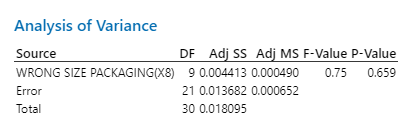 Analysis of Variance
Source DF Adj SS Adj MS F-Value P-Value
WRONG SIZE PACKAGING(X8) 9 0.004413 0.000490 0.75 0.659
Error 21 0.013682 0.000652
Total 30 0.018095